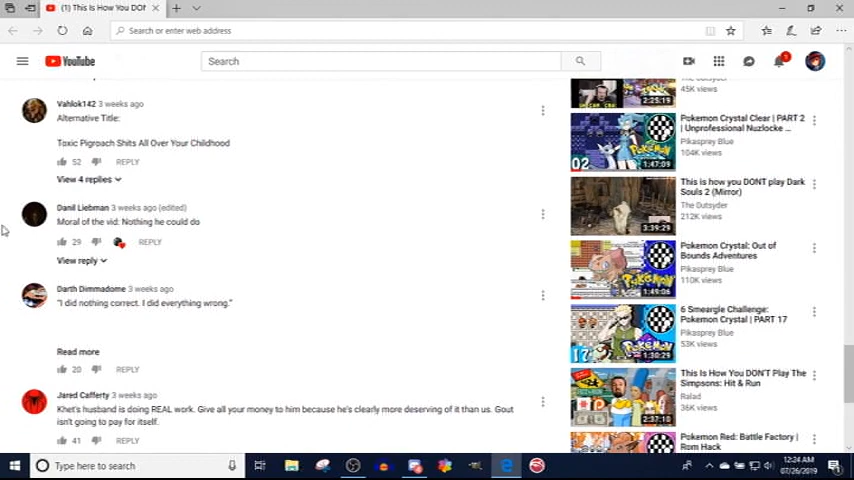 (1) This Is How You DON
Search or enter web address
YouTube
Search
Vahlok142 3 weeks ago
Alternative Title:
Toxic Pigroach Shits All Over Your Childhood
52 REPLY
View 4 replies
Danil Liebman 3 weeks ago (edited)
Moral of the vid: Nothing he could do
29 REPLY
View reply
Darth Dimmadome 3 weeks ago
"I did nothing correct. I did everything wrong."
Read more
20 REPLY
Jared Cafferty 3 weeks ago
Khet's husband is doing REAL work. Give all your money to him because he's clearly more deserving of it than us. Gout
isn't going to pay for itself.
41 REPLY
45K views
2:25:19
Pokemon Crystal Clear | PART 2
| Unprofessional Nuzlocke ...
Pikasprey Blue
104K views
02
1:47:09
This is how you DONT play Dark
Souls 2 (Mirror)
The Dutsyder
212K views
3:39:29
Pokemon Crystal: Out of
Bounds Adventures
Pikasprey Blue
110K views
1:49:06
6 Smeargle Challenge:
Pokemon Crystal | PART 17
Pikasprey Blue
53K views
17
1:30:29
This Is How You DON'T Play The
Simpsons: Hit & Run
Ralad
36K views
2:37:10
Pokemon Red: Battle Factory |
Rom Hack
Type here to search
12:24 AM
07/26/2019